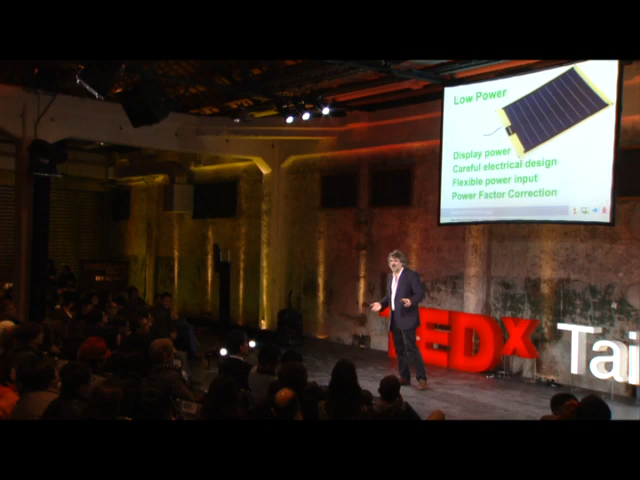 Low Power
Display power
Careful electrical design
Flexible power input
Power Factor Correction
TEDx Tai